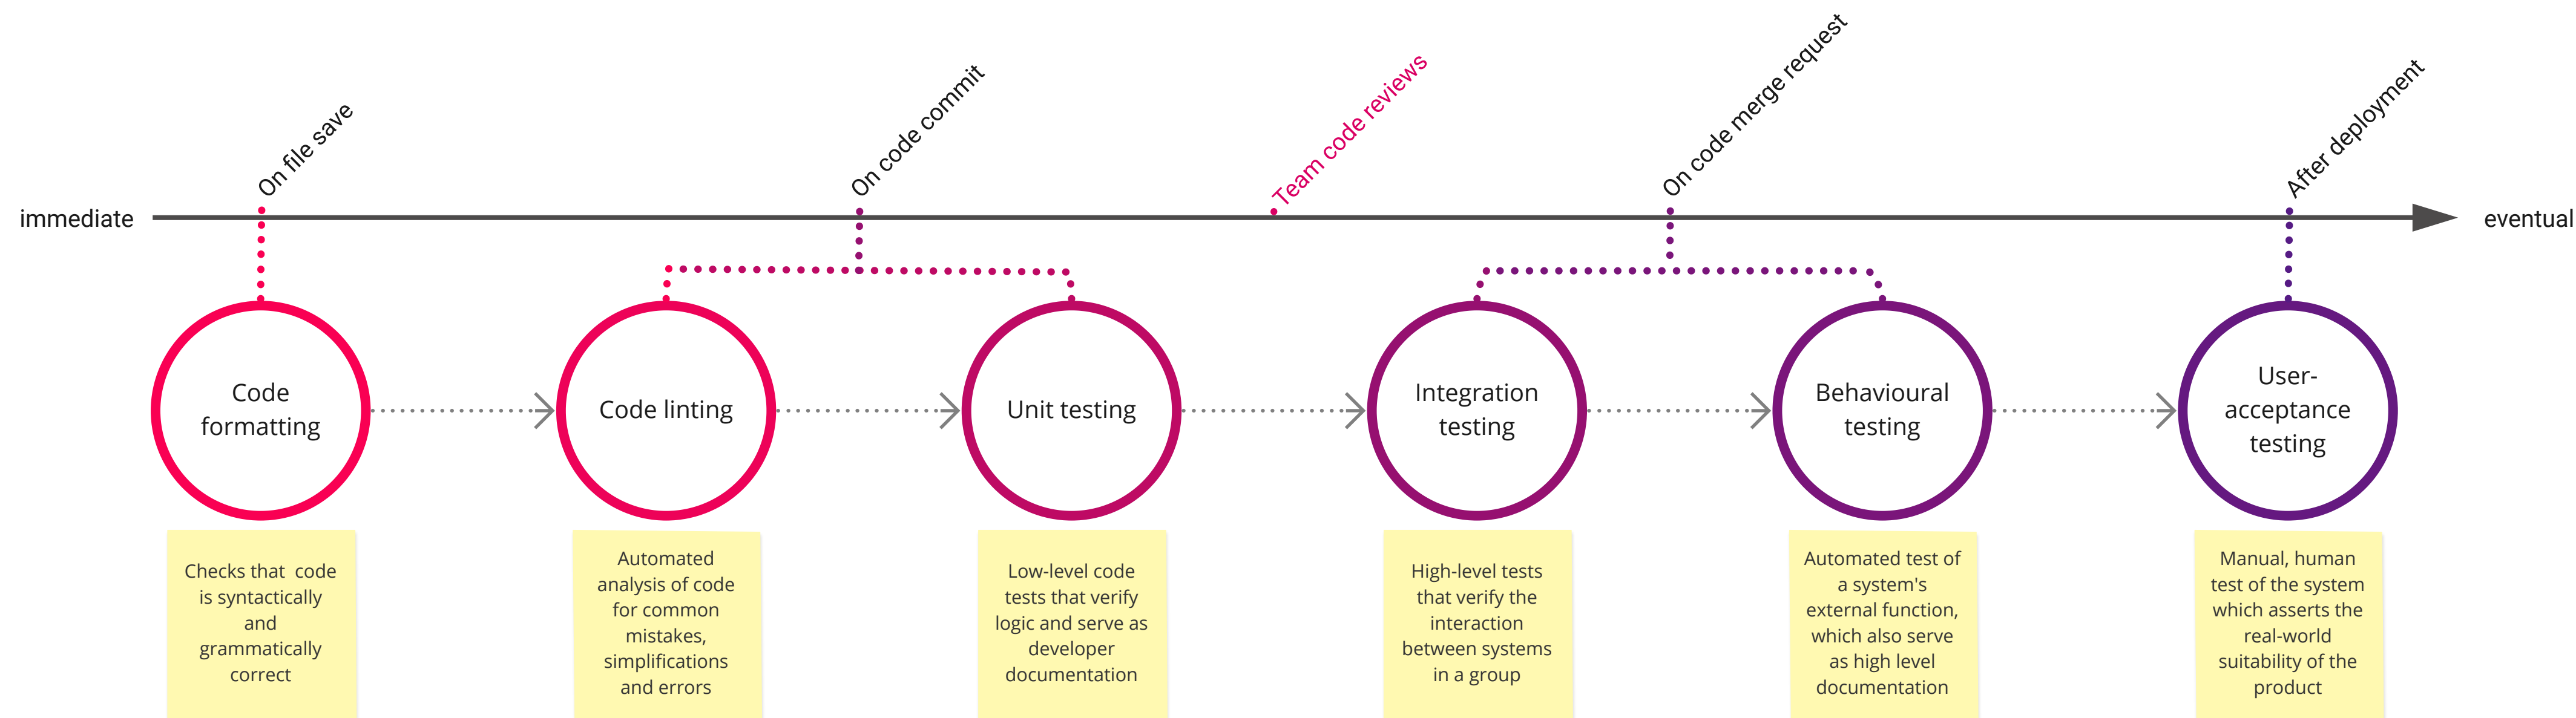 On file save
On code commit
Team code reviews
On code merge request
After deployment
immediate
eventual
Code
formatting
Code linting
Unit testing
Integration
testing
Behavioural
testing
User-
acceptance
testing
Checks that code
is syntactically
and
grammatically
correct
Automated
analysis of code
for common
mistakes,
simplifications
and errors
Low-level code
tests that verify
logic and serve as
developer
documentation
High-level tests
that verify the
interaction
between systems
in a group
Automated test of
a system's
external function,
which also serve
as high level
documentation
Manual, human
test of the system
which asserts the
real-world
suitability of the
product